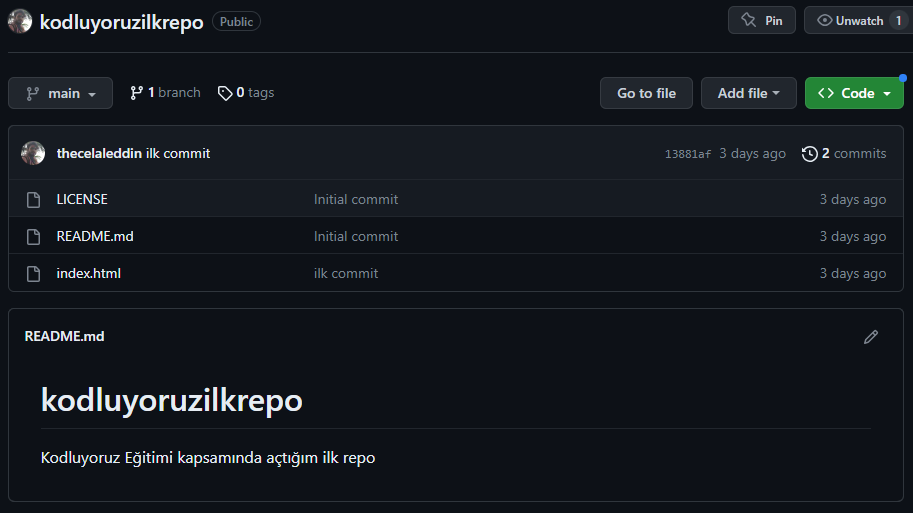 kodluyoruzilkrepo Public Pin Unwatch 1
main 1 branch 0 tags Go to file Add file Code
thecelaleddin ilk commit 13881af 3 days ago 2 commits
LICENSE Initial commit 3 days ago
README.md Initial commit 3 days ago
index.html ilk commit 3 days ago
README.md
kodluyoruzilkrepo
Kodluyoruz Eğitimi kapsamında açtığım ilk repo